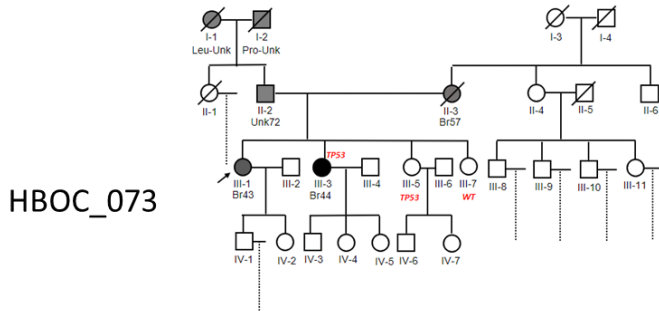 I-1 I-2 I-3 I-4
Leu-Unk Pro-Unk
II-1 II-2 II-3 II-4 II-5 II-6
Unk72 Br57
TP53
III-1 III-2 III-3 III-4 III-5 III-6 III-7 III-8 III-9 III-10 III-11
Br43 Br44 TP53 WT
HBOC_073
IV-1 IV-2 IV-3 IV-4 IV-5 IV-6 IV-7